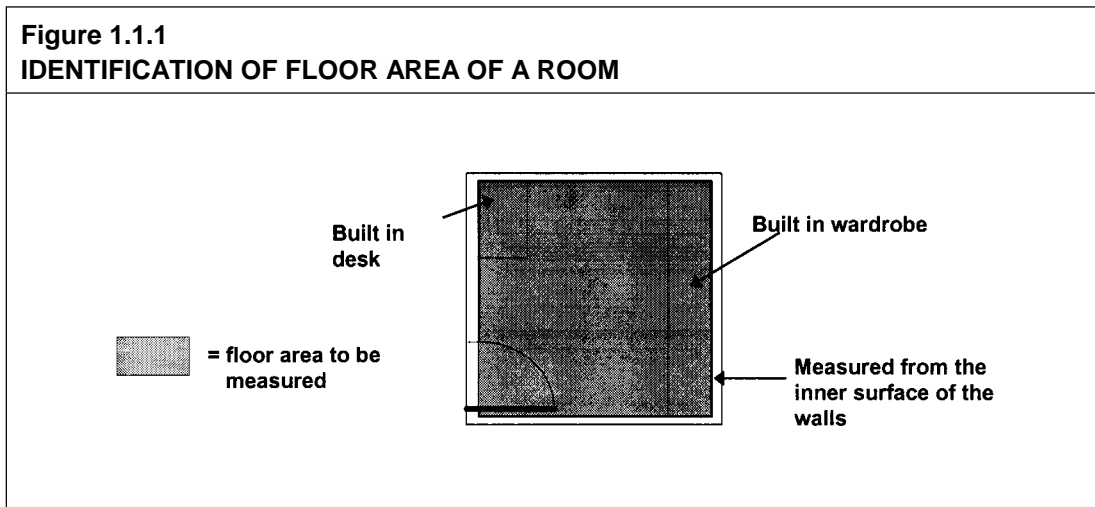 Figure 1.1.1
IDENTIFICATION OF FLOOR AREA OF A ROOM
Built in
desk
Built in wardrobe
= floor area to be
measured
Measured from the
inner surface of the
walls